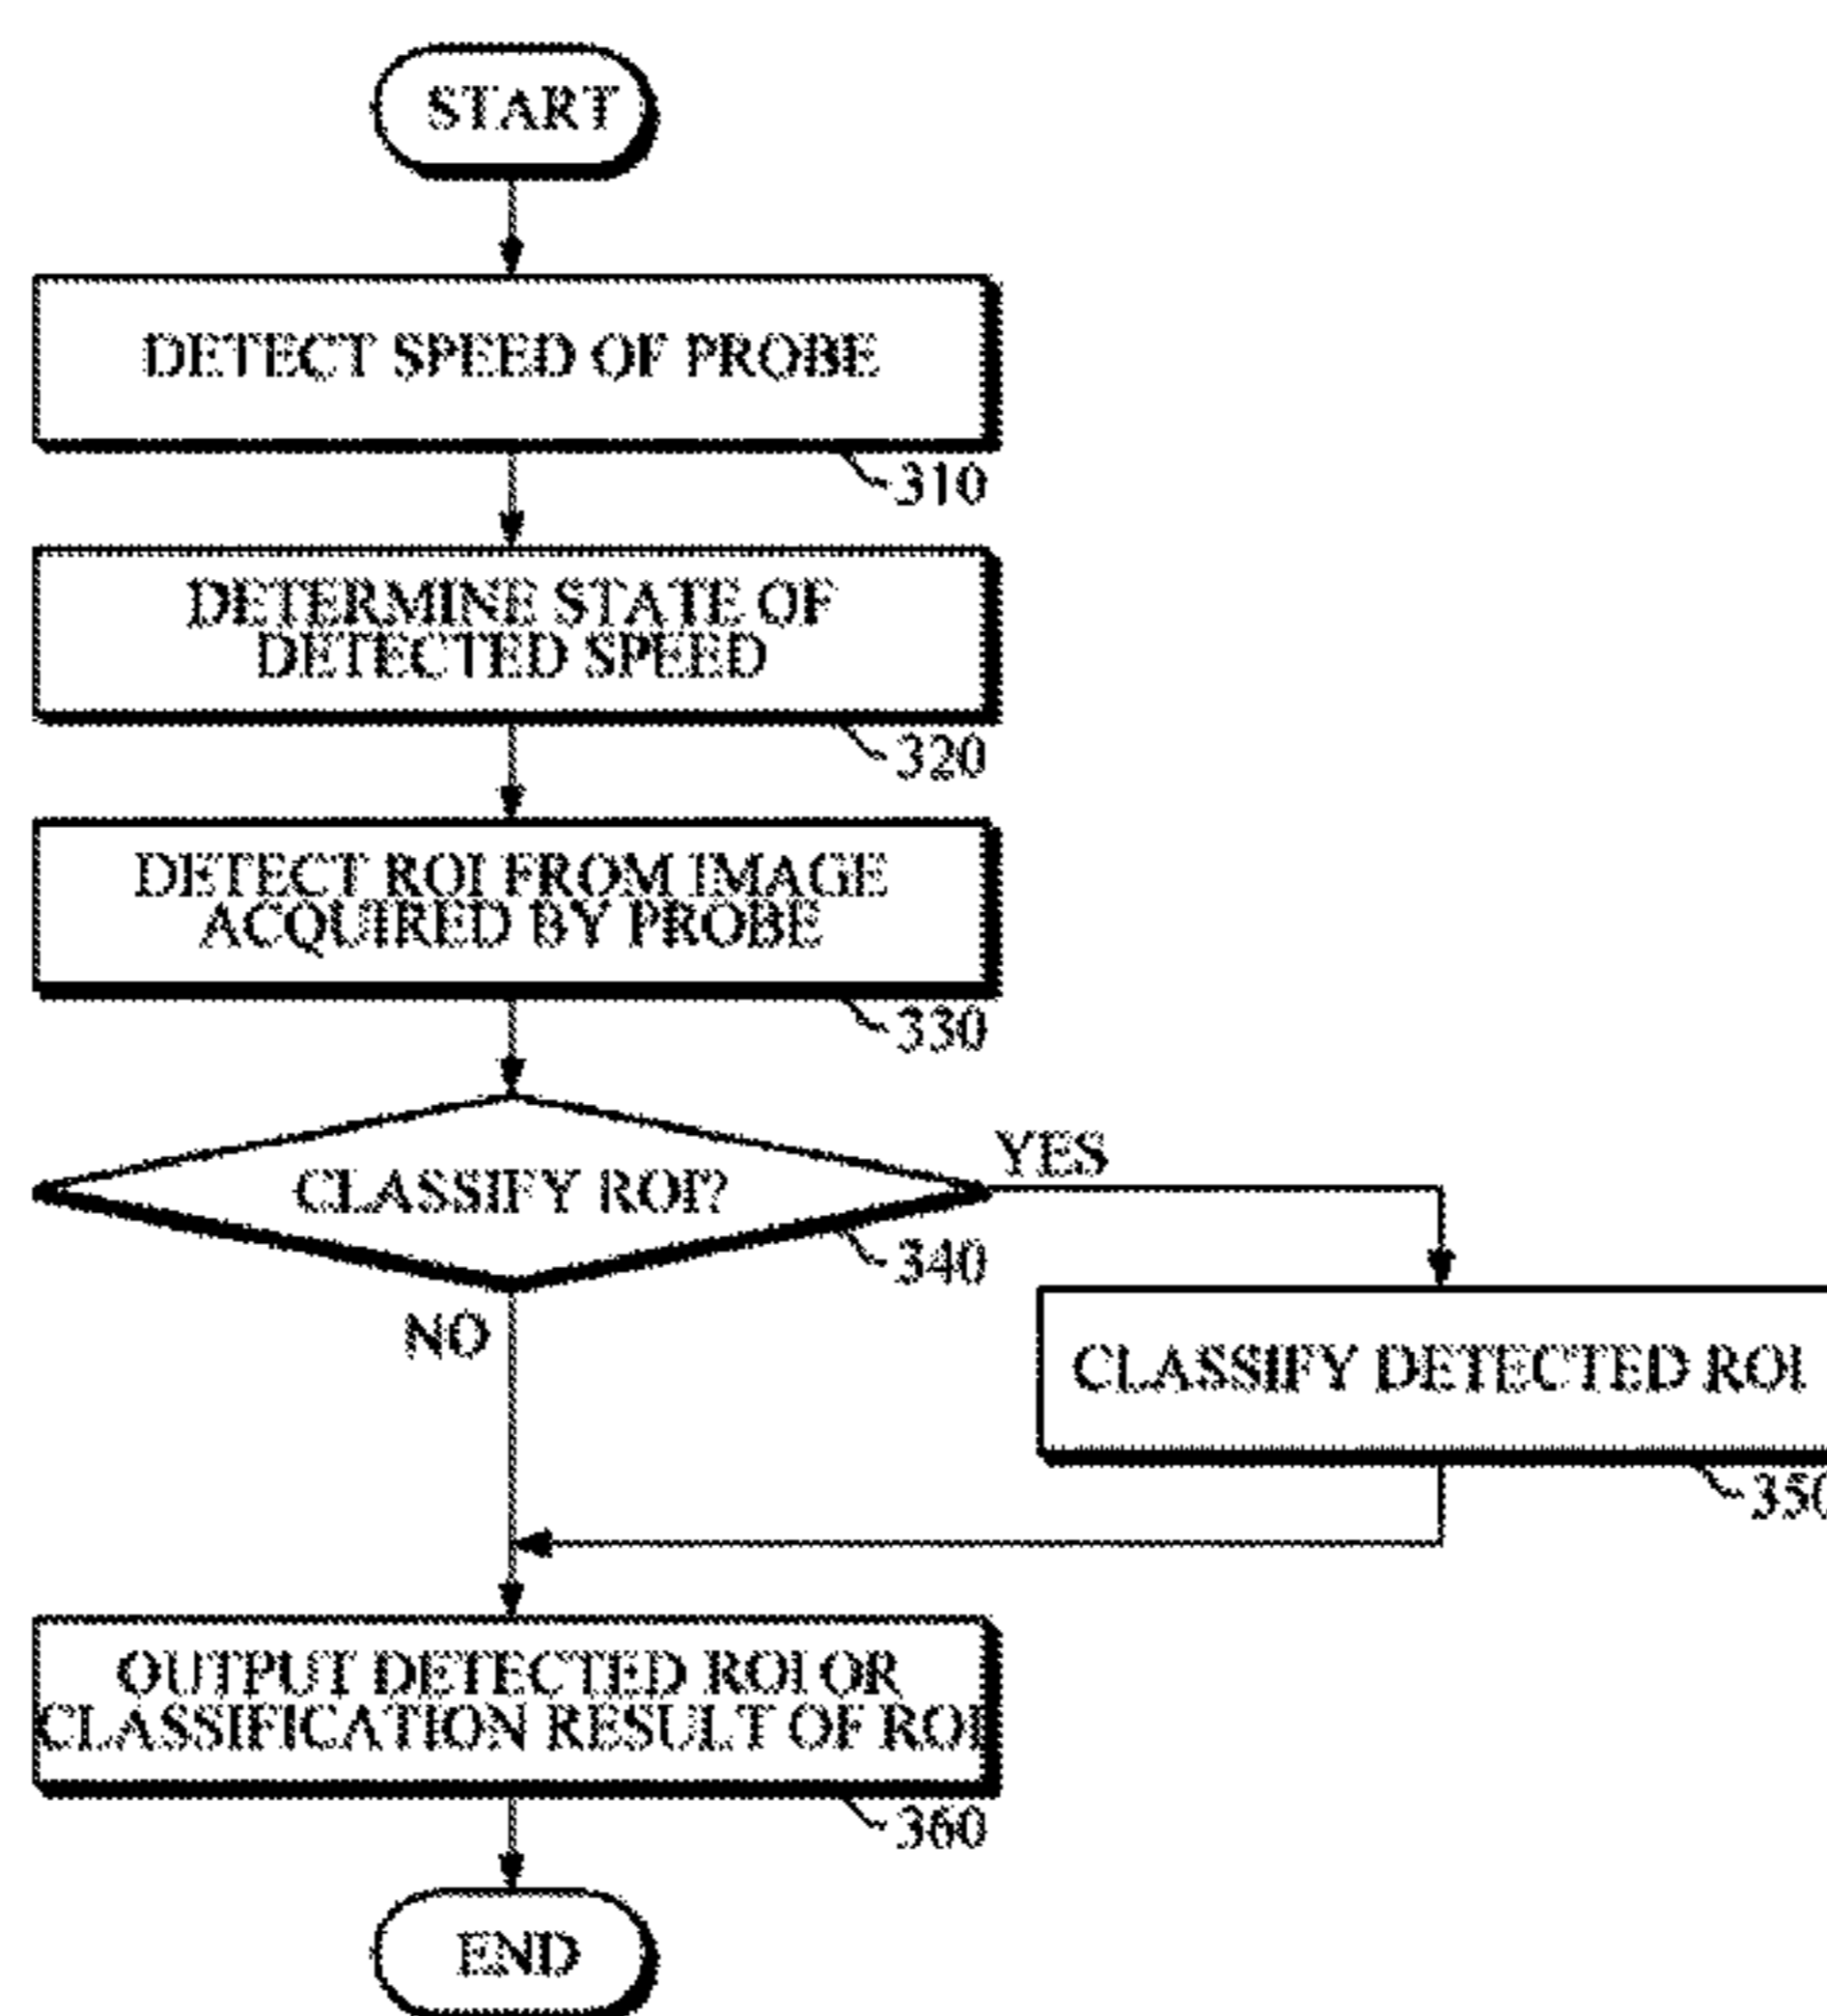 START
DETECT SPEED OF PROBE
310
DETERMINE STATE OF
DETECTED SPEED
320
DETECT ROI FROM IMAGE
ACQUIRED BY PROBE
330
CLASSIFY ROI?
YES
340
NO
CLASSIFY DETECTED ROI
350
OUTPUT DETECTED ROI OR
CLASSIFICATION RESULT OF ROI
360
END